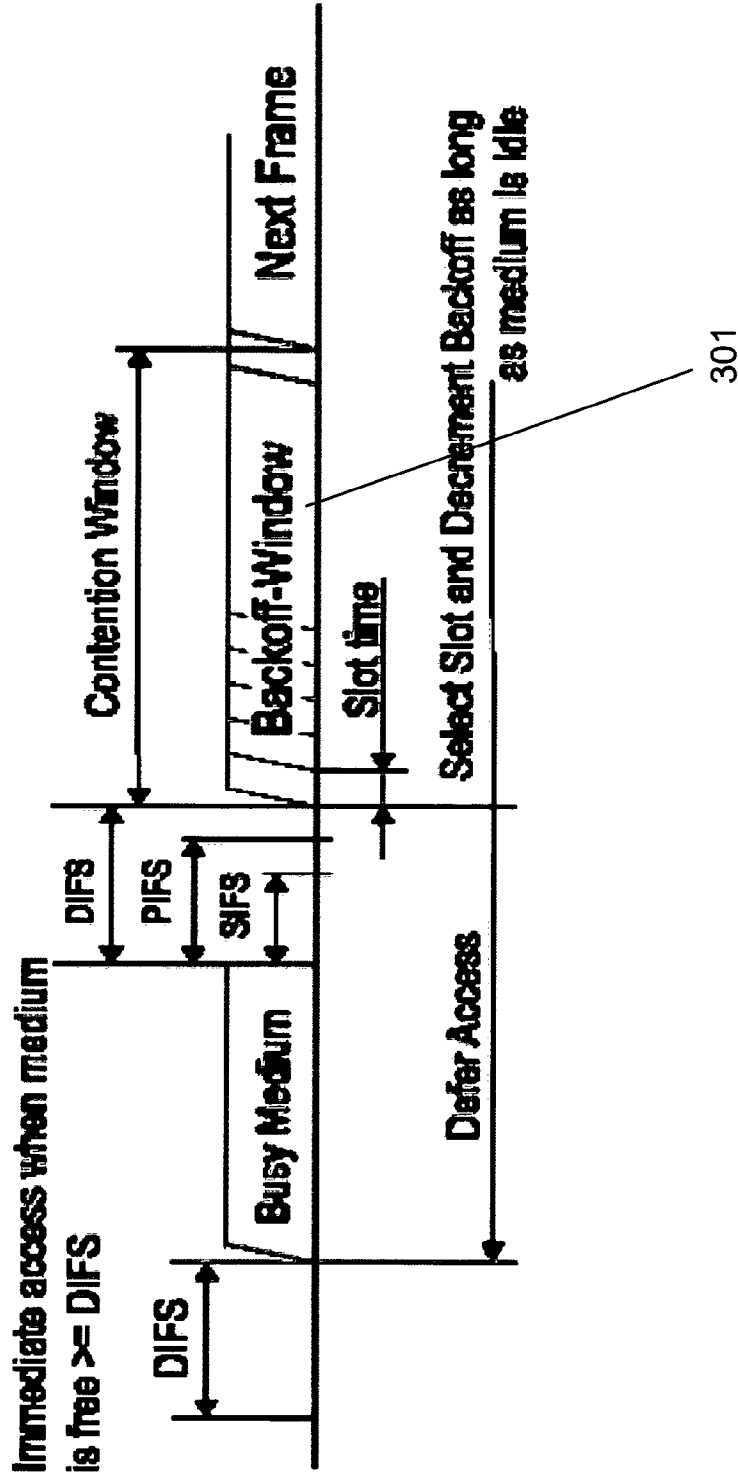 Immediate access when medium
is free >= DIFS
DIFS
DIFS
PIFS
SIFS
Contention Window
Busy Medium
Backoff-Window
Next Frame
Slot time
Defer Access
Select Slot and Decrement Backoff as long
as medium is idle
301